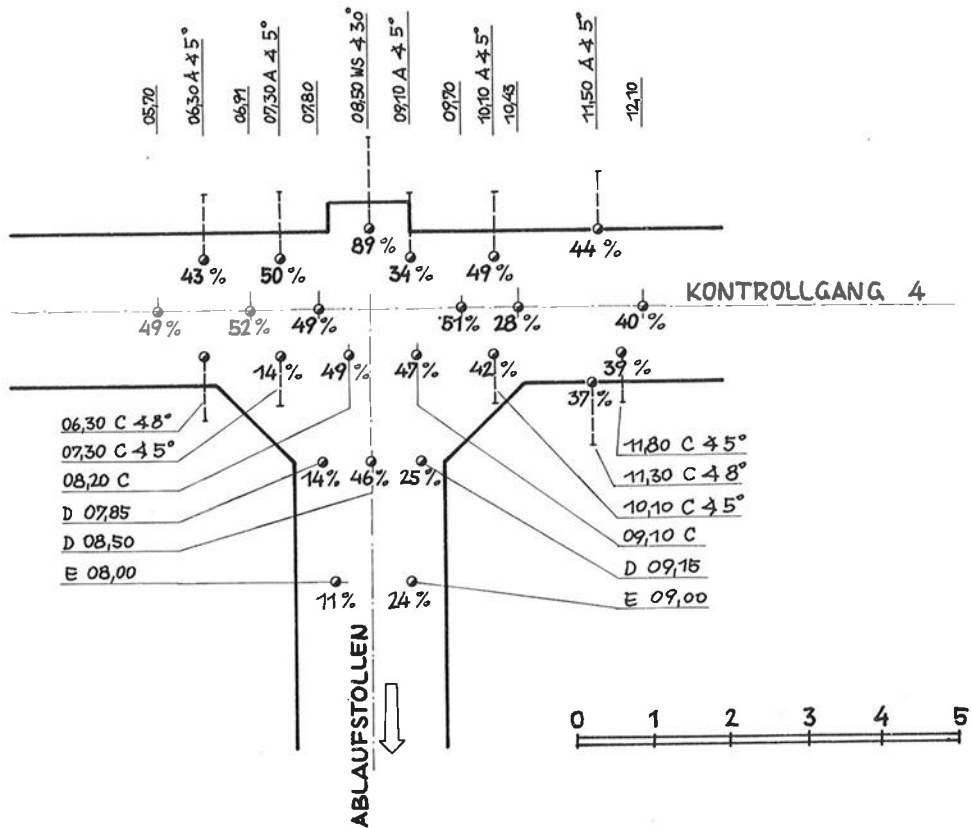 05,70
06,30 A ∢ 5°
06,91
07,30 A ∢ 5°
07,80
08,50 WS ∢ 30°
09,10 A ∢ 5°
09,70
10,10 A ∢ 5°
10,43
11,50 A ∢ 5°
12,10
89%
44%
43%
50%
34%
49%
KONTROLLGANG 4
49%
52%
49%
51%
28%
40%
14%
49%
47%
42%
39%
37%
06,30 C ∢ 8°
07,30 C ∢ 5°
08,20 C
D 07,85
D 08,50
E 08,00
11,80 C ∢ 5°
11,30 C ∢ 8°
10,10 C ∢ 5°
09,10 C
D 09,15
E 09,00
14%
46%
25%
11%
24%
ABLAUFSTOLLEN
0 1 2 3 4 5